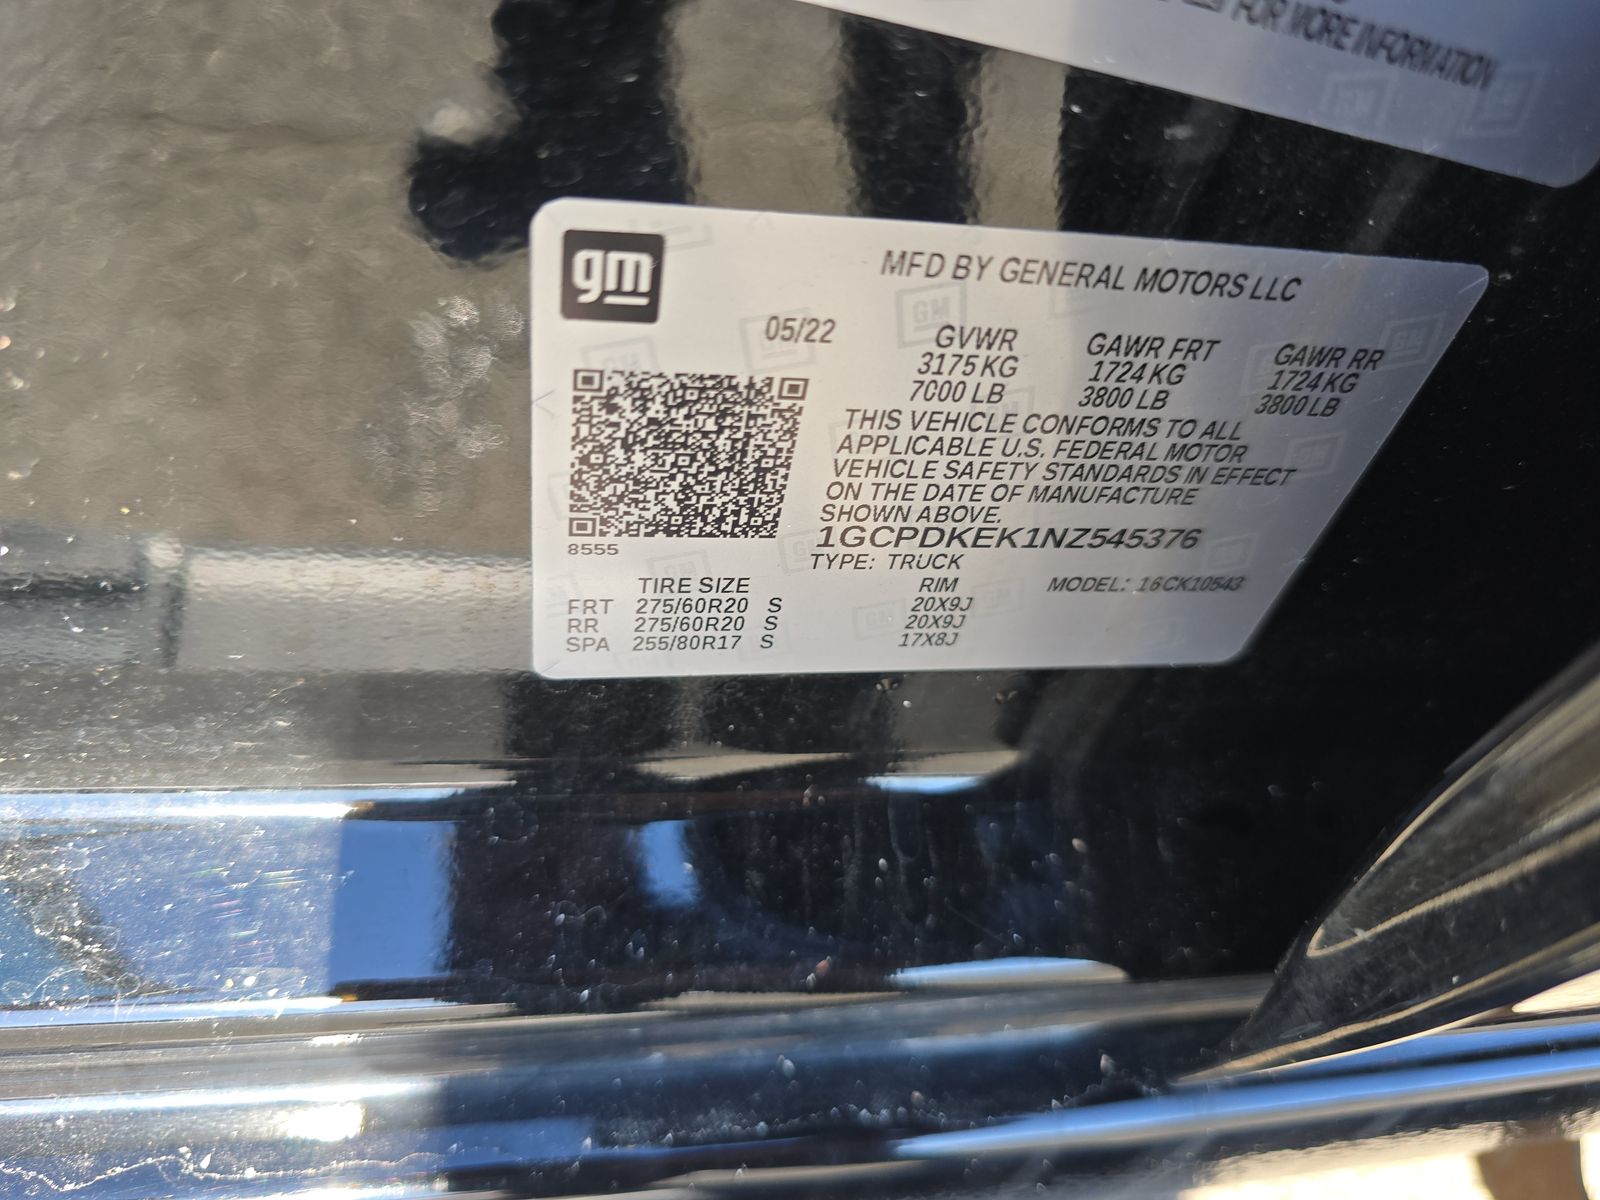 FOR MORE INFORMATION
gm
MFD BY GENERAL MOTORS LLC
05/22
GVWR GAWR FRT GAWR RR
3175 KG 1724 KG 1724 KG
7000 LB 3800 LB 3800 LB
THIS VEHICLE CONFORMS TO ALL
APPLICABLE U.S. FEDERAL MOTOR
VEHICLE SAFETY STANDARDS IN EFFECT
ON THE DATE OF MANUFACTURE
SHOWN ABOVE.
1GCPDKEK1NZ545376
8555
TYPE: TRUCK
TIRE SIZE RIM MODEL: 16CK10543
FRT 275/60R20 S 20X9J
RR 275/60R20 S 20X9J
SPA 255/80R17 S 17X8J